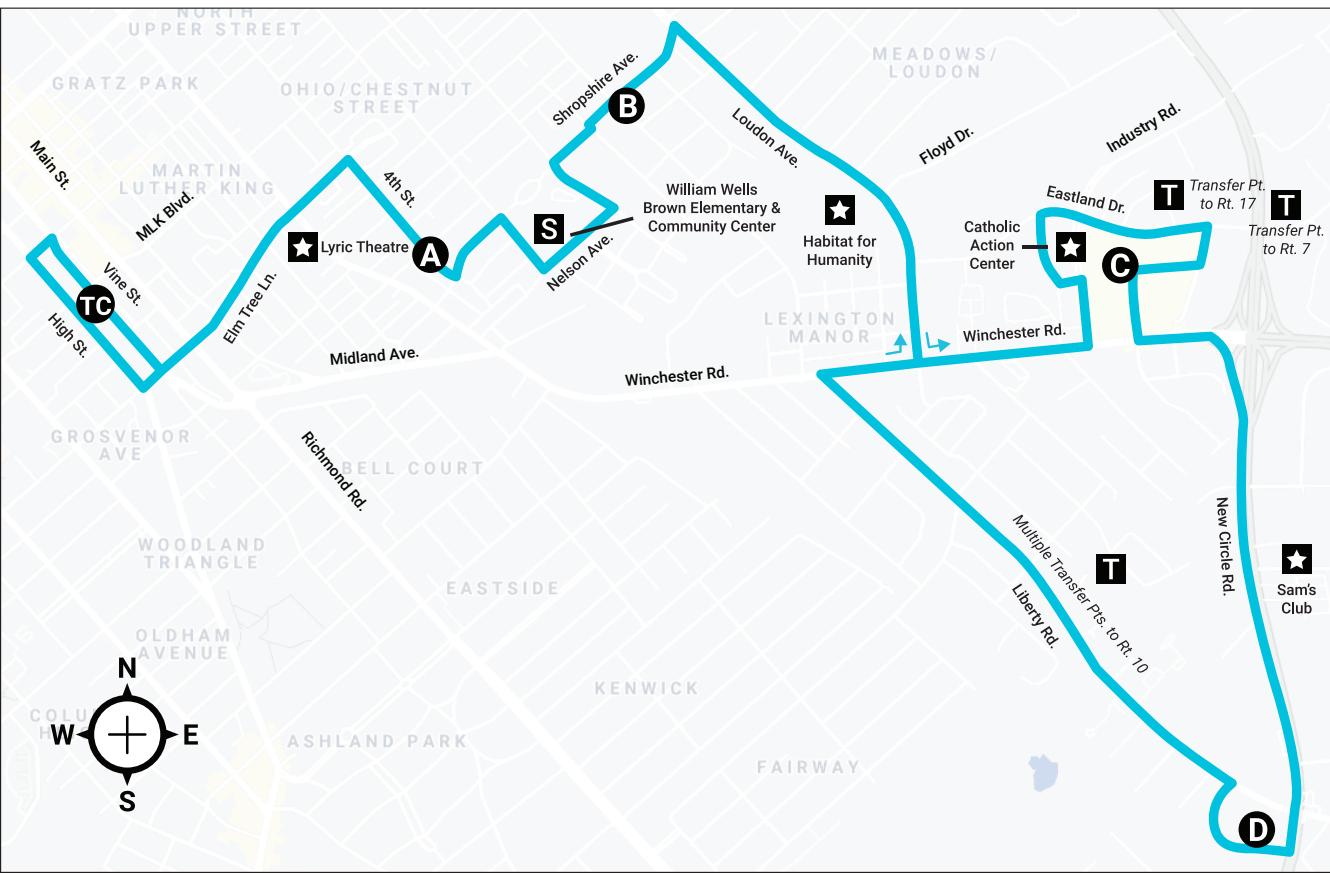 NORTH
UPPER STREET
GRATZ PARK
OHIO/CHESTNUT
STREET
MEADOWS/
LOUDON
Shropshire Ave.
B
Loudon Ave.
Floyd Dr.
Industry Rd.
Main St.
MARTIN
LUTHER KING
MLK Blvd.
4th St.
William Wells
Brown Elementary &
Community Center
S
Nelson Ave.
Lyric Theatre
A
Habitat for
Humanity
Eastland Dr.
T
Transfer Pt.
to Rt. 17
T
Transfer Pt.
to Rt. 7
Catholic
Action
Center
C
Vine St.
TC
High St.
Elm Tree Ln.
Midland Ave.
Winchester Rd.
LEXINGTON
MANOR
Winchester Rd.
GROSVENOR
AVE
Richmond Rd.
BELL COURT
WOODLAND
TRIANGLE
EASTSIDE
Multiple Transfer Pts. to Rt. 10
T
Liberty Rd.
New Circle Rd.
Sam's
Club
OLDHAM
AVENUE
KENWICK
N
W
E
S
ASHLAND PARK
FAIRWAY
D